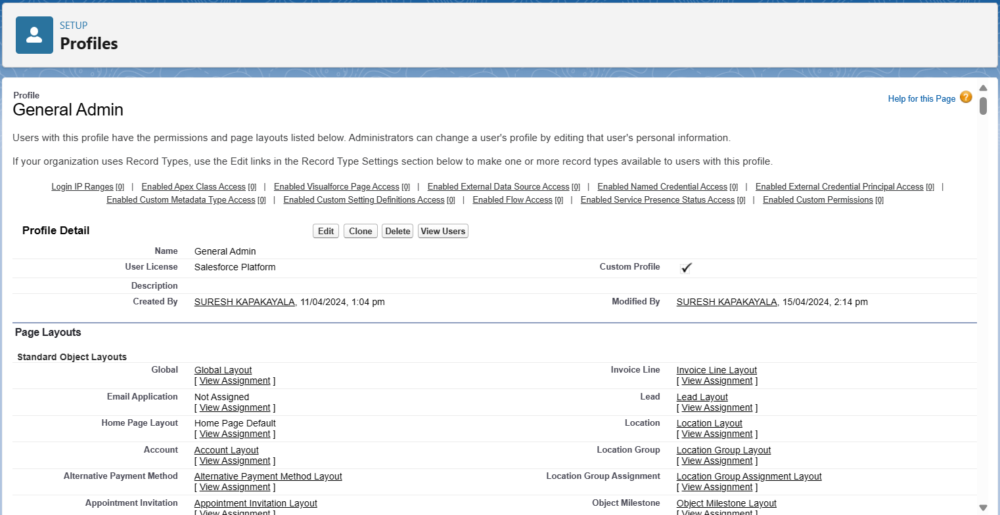 SETUP
Profiles
Profile
General Admin
Help for this Page ?
Users with this profile have the permissions and page layouts listed below. Administrators can change a user's profile by editing that user's personal information.
If your organization uses Record Types, use the Edit links in the Record Type Settings section below to make one or more record types available to users with this profile.
Login IP Ranges [0] | Enabled Apex Class Access [0] | Enabled Visualforce Page Access [0] | Enabled External Data Source Access [0] | Enabled Named Credential Access [0] | Enabled External Credential Principal Access [0] |
Enabled Custom Metadata Type Access [0] | Enabled Custom Setting Definitions Access [0] | Enabled Flow Access [0] | Enabled Service Presence Status Access [0] | Enabled Custom Permissions [0]
Profile Detail Edit Clone Delete View Users
Name General Admin
User License Salesforce Platform Custom Profile
Description
Created By SURESH KAPAKAYALA, 11/04/2024, 1:04 pm Modified By SURESH KAPAKAYALA, 15/04/2024, 2:14 pm
Page Layouts
Standard Object Layouts
Global Global Layout Invoice Line Invoice Line Layout
[ View Assignment ] [ View Assignment ]
Email Application Not Assigned Lead Lead Layout
[ View Assignment ] [ View Assignment ]
Home Page Layout Home Page Default Location Location Layout
[ View Assignment ] [ View Assignment ]
Account Account Layout Location Group Location Group Layout
[ View Assignment ] [ View Assignment ]
Alternative Payment Method Alternative Payment Method Layout Location Group Assignment Location Group Assignment Layout
[ View Assignment ] [ View Assignment ]
Appointment Invitation Appointment Invitation Layout Object Milestone Object Milestone Layout
[ View Assignment ] [ View Assignment ]